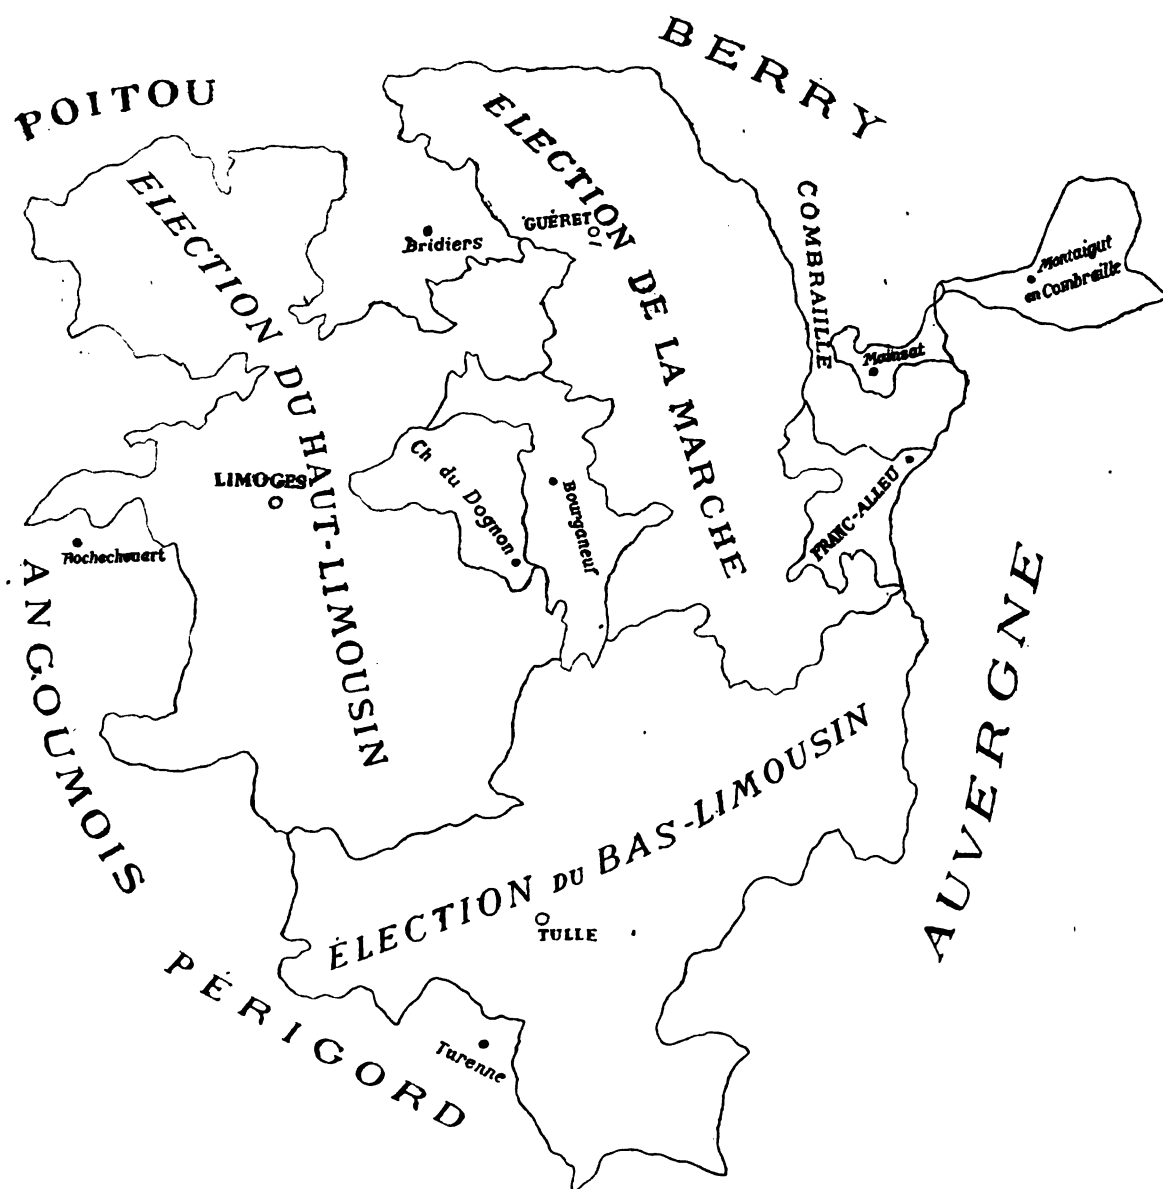 BERRY
POITOU
ELECTION DU HAUT-LIMOUSIN
ELECTION DE LA MARCHE
COMBRAIILLE
GUÉRET
Bridiers
Montaigut
en Combraille
Mainsat
Ch du Dognon
LIMOGES
Bourganeuf
FRANC-ALLEU
Rochechouart
ANGOUMOIS
AUVERGNE
ÉLECTION DU BAS-LIMOUSIN
TULLE
PÉRIGORD
Turenne